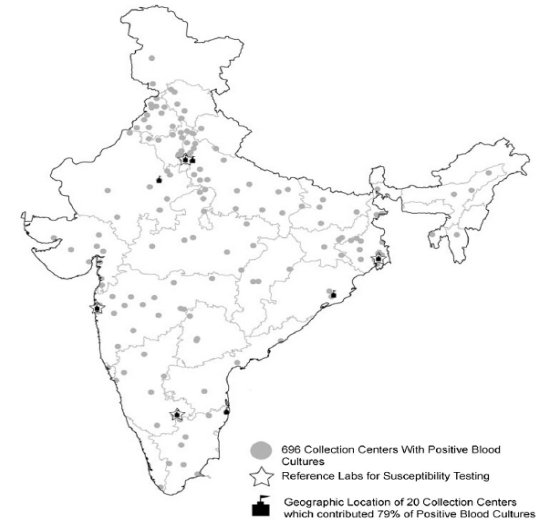 696 Collection Centers With Positive Blood
Cultures
Reference Labs for Susceptibility Testing
Geographic Location of 20 Collection Centers
which contributed 79% of Positive Blood Cultures